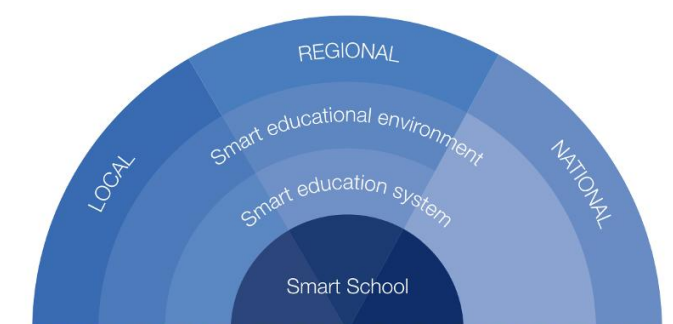 REGIONAL
Smart educational environment
LOCAL
NATIONAL
Smart education system
Smart School